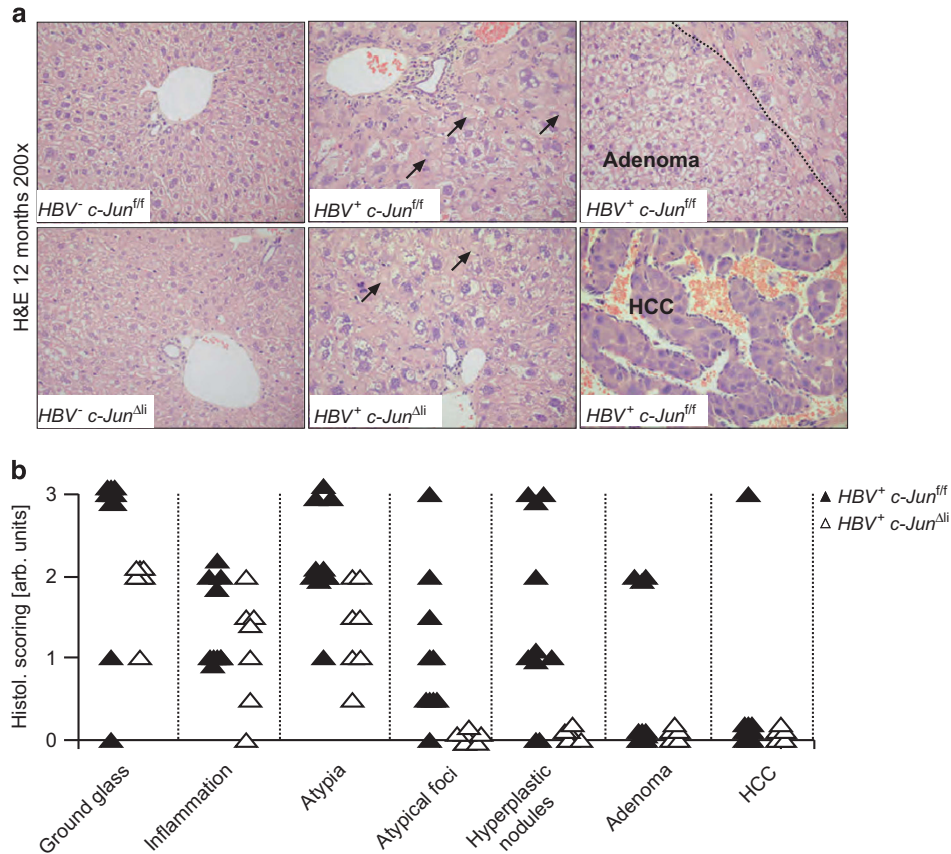 a
H&E 12 months 200x
HBV⁻ c-Junᶠ/ᶠ
HBV⁺ c-Junᶠ/ᶠ
Adenoma
HBV⁺ c-Junᶠ/ᶠ
HBV⁻ c-Jun^Δli
HBV⁺ c-Jun^Δli
HCC
HBV⁺ c-Junᶠ/ᶠ
b
Histol. scoring [arb. units]
3
2
1
0
▲ HBV⁺ c-Junᶠ/ᶠ
△ HBV⁺ c-Jun^Δli
Ground glass
Inflammation
Atypia
Atypical foci
Hyperplastic
nodules
Adenoma
HCC